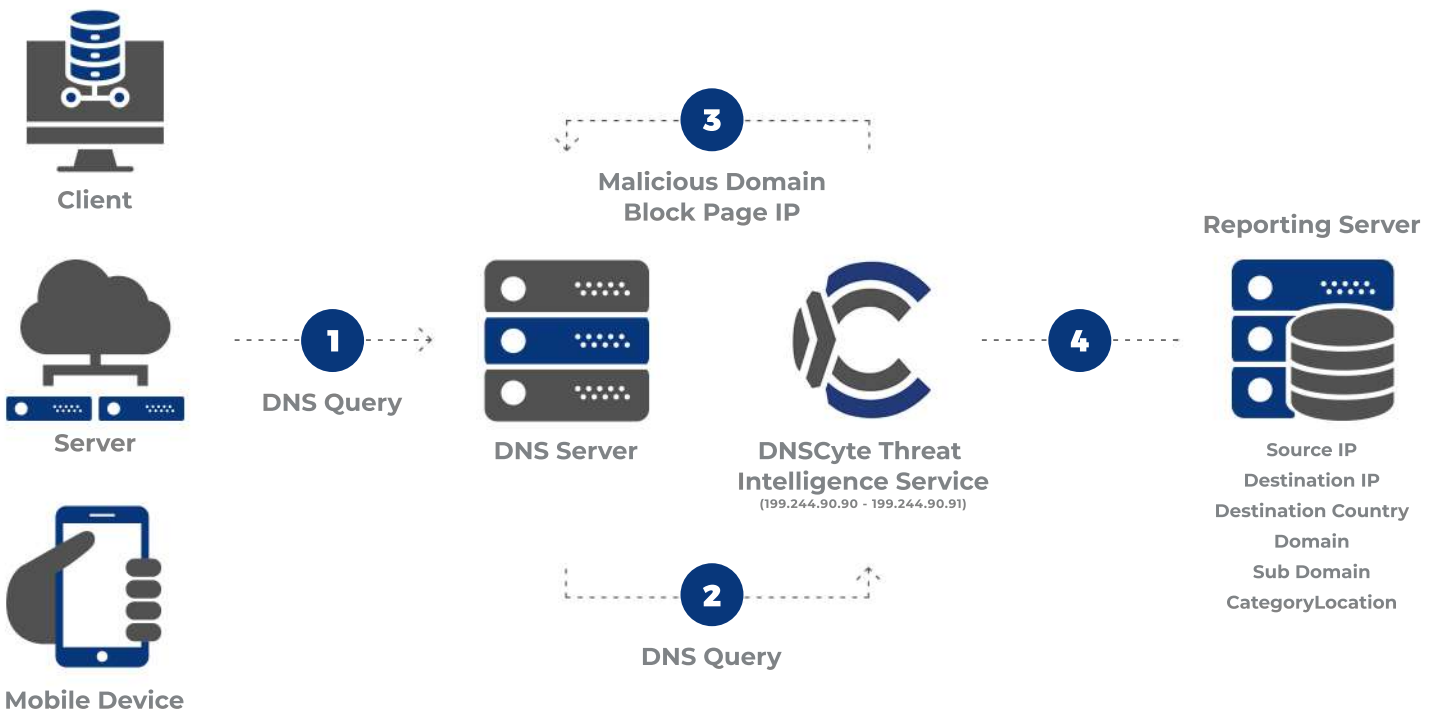 Client
3
Malicious Domain
Block Page IP
Reporting Server
1
DNS Query
Server
DNS Server
DNSCyte Threat
Intelligence Service
(199.244.90.90 - 199.244.90.91)
4
Source IP
Destination IP
Destination Country
Domain
Sub Domain
CategoryLocation
2
DNS Query
Mobile Device